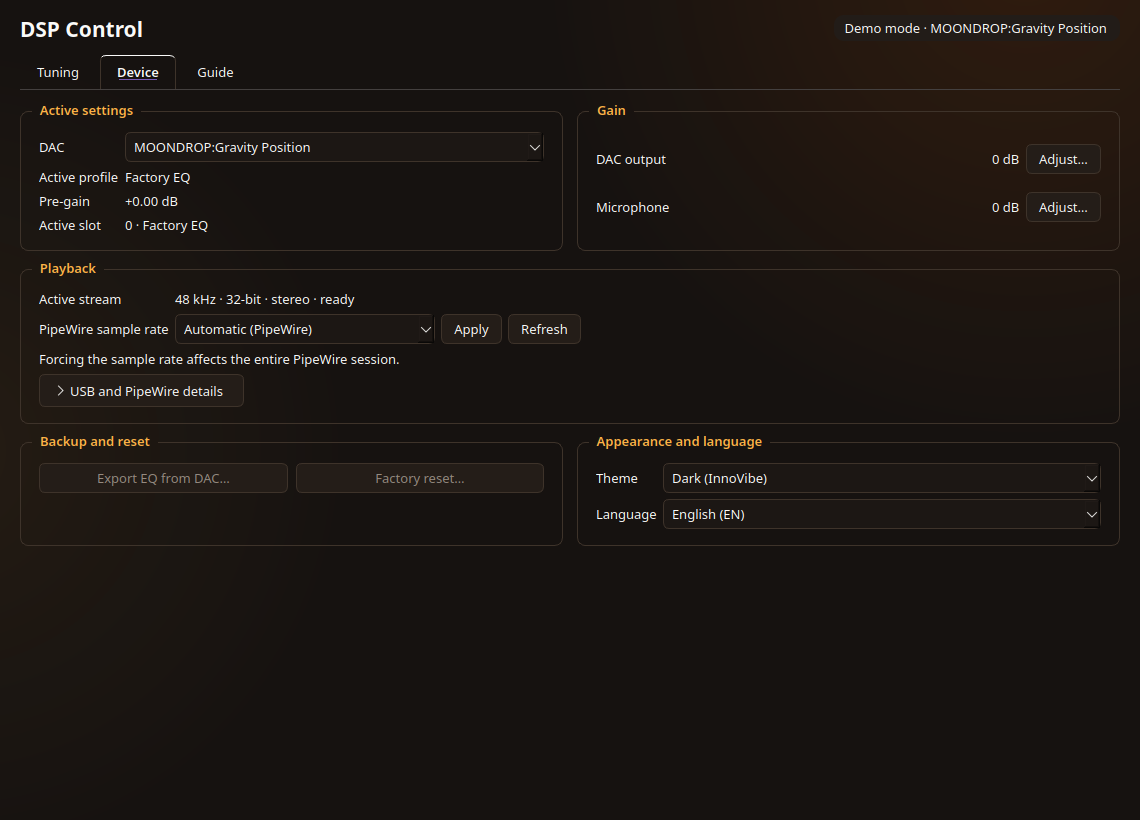 DSP Control
Demo mode · MOONDROP:Gravity Position
Tuning
Device
Guide
Active settings
DAC
MOONDROP:Gravity Position
Active profile
Factory EQ
Pre-gain
+0.00 dB
Active slot
0 · Factory EQ
Gain
DAC output
0 dB
Adjust...
Microphone
0 dB
Adjust...
Playback
Active stream
48 kHz · 32-bit · stereo · ready
PipeWire sample rate
Automatic (PipeWire)
Apply
Refresh
Forcing the sample rate affects the entire PipeWire session.
USB and PipeWire details
Backup and reset
Export EQ from DAC...
Factory reset...
Appearance and language
Theme
Dark (InnoVibe)
Language
English (EN)